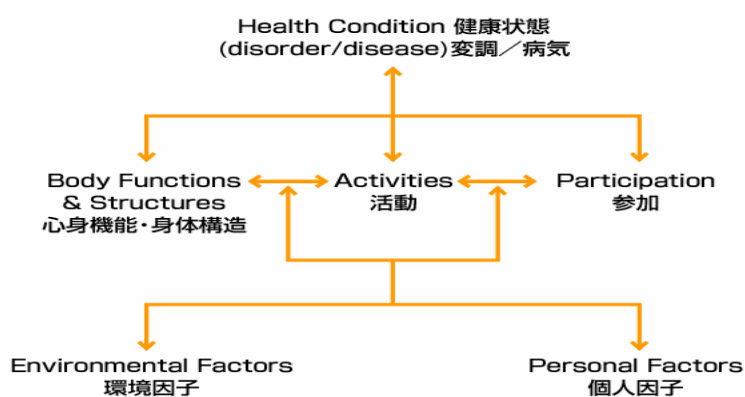 Health Condition 健康状態
(disorder/disease)変調／病気
Body Functions
& Structures
心身機能・身体構造
Activities
活動
Participation
参加
Environmental Factors
環境因子
Personal Factors
個人因子